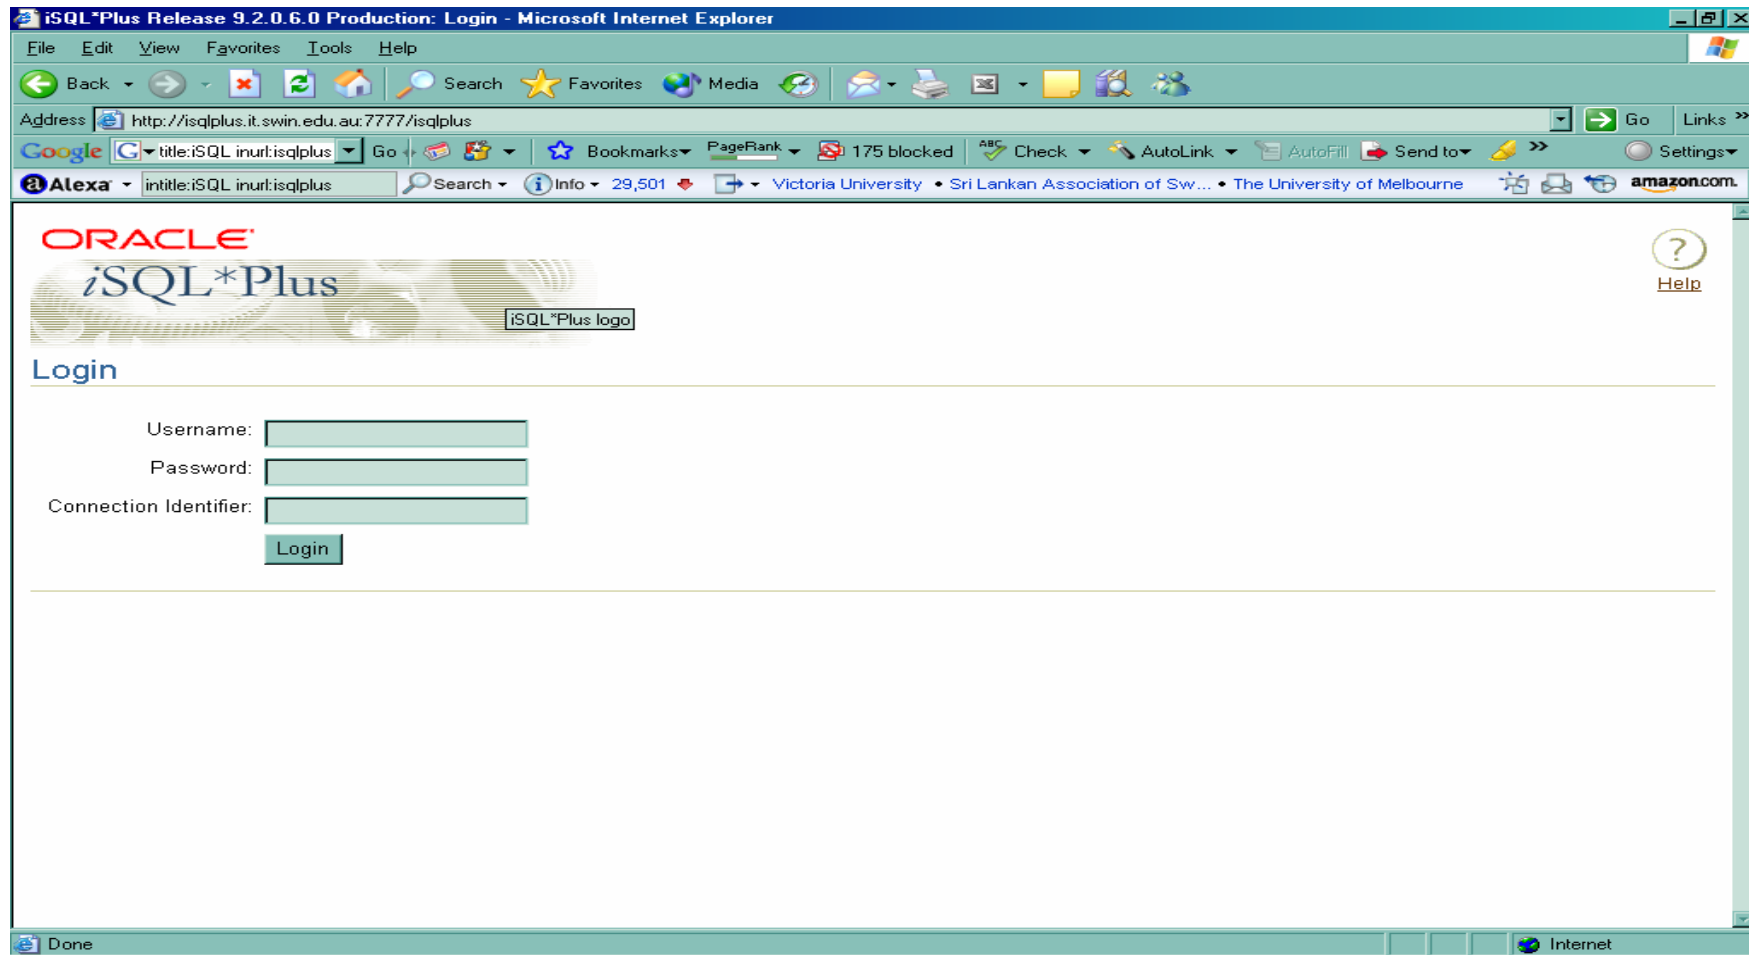 iSQL*Plus Release 9.2.0.6.0 Production: Login - Microsoft Internet Explorer
File Edit View Favorites Tools Help
Back Search Favorites Media
Address http://isqlplus.it.swin.edu.au:7777/isqlplus Go Links »
Google G title:iSQL inurl:isqlplus Go Bookmarks PageRank 175 blocked ABC Check AutoLink AutoFill Send to » Settings
a Alexa intitle:iSQL inurl:isqlplus Search Info 29,501 Victoria University • Sri Lankan Association of Sw... • The University of Melbourne amazon.com.
ORACLE
?
iSQL*Plus
Help
iSQL*Plus logo
Login
Username:
Password:
Connection Identifier:
Login
Done Internet